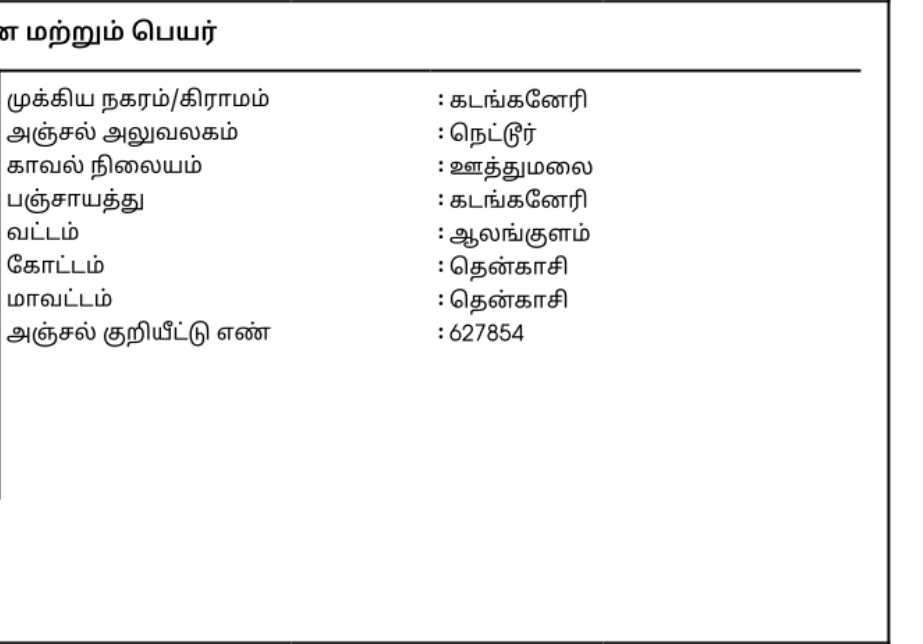 மற்றும் பெயர்
முக்கிய நகரம்/கிராமம் : கடங்கனேரி
அஞ்சல் அலுவலகம் : நெட்டூர்
காவல் நிலையம் : ஊத்துமலை
பஞ்சாயத்து : கடங்கனேரி
வட்டம் : ஆலங்குளம்
கோட்டம் : தென்காசி
மாவட்டம் : தென்காசி
அஞ்சல் குறியீட்டு எண் : 627854